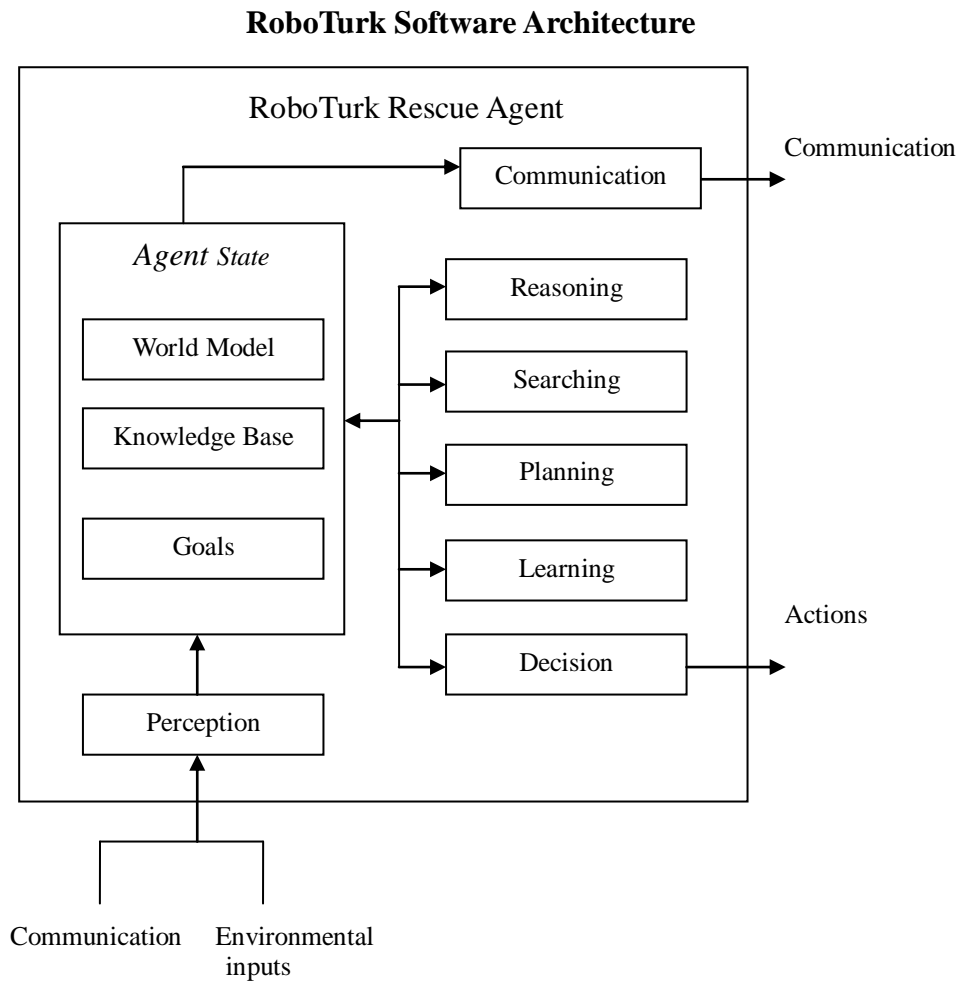 RoboTurk Software Architecture
RoboTurk Rescue Agent
Communication
Communication
Agent State
Reasoning
World Model
Searching
Knowledge Base
Planning
Goals
Learning
Actions
Decision
Perception
Communication
Environmental
inputs